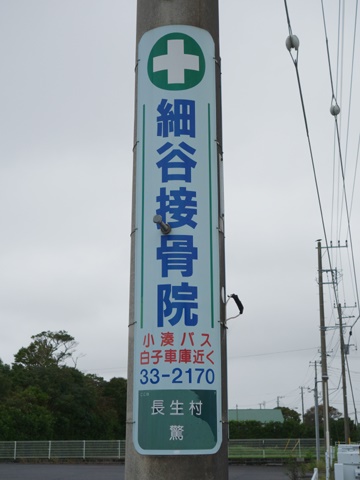 細谷接骨院
小湊バス
白子車庫近く
33-2170
長生村
驚